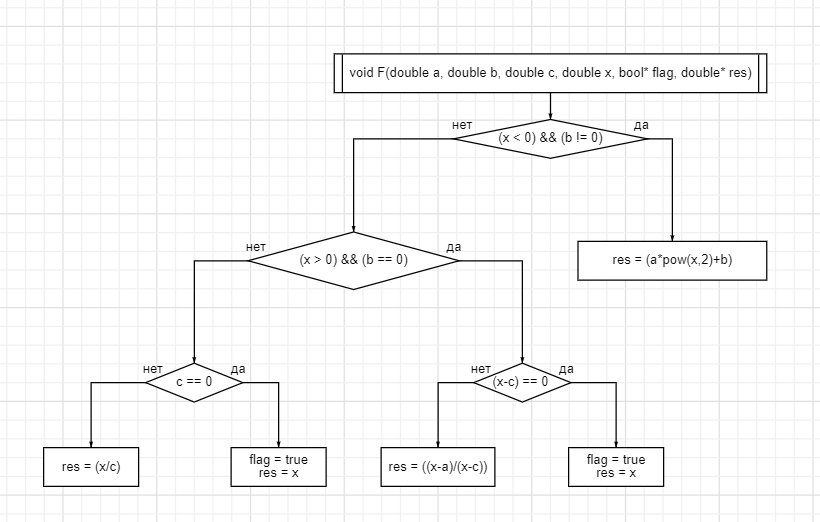 void F(double a, double b, double c, double x, bool* flag, double* res)
нет
да
(x < 0) && (b != 0)
нет
да
(x > 0) && (b == 0)
res = (a*pow(x,2)+b)
нет
да
c == 0
нет
да
(x-c) == 0
res = (x/c)
flag = true
res = x
res = ((x-a)/(x-c))
flag = true
res = x